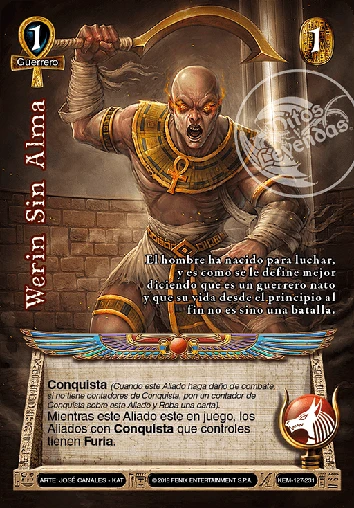 1
Guerrero
1
Mitos
Leyendas
Werin Sin Alma
El hombre ha nacido para luchar,
y es como se le define mejor
diciendo que es un guerrero nato
y que su vida desde el principio al
fin no es sino una batalla.
Conquista (Cuando este Aliado haga daño de combate,
si no tiene contadores de Conquista, pon un contador de
Conquista sobre este Aliado y Roba una carta).
Mientras este Aliado este en juego, los
Aliados con Conquista que controles
tienen Furia.
ARTE: JOSÉ CANALES - KAT
© 2015 FENIX ENTERTAINMENT S.P.A.
KEM-127-231